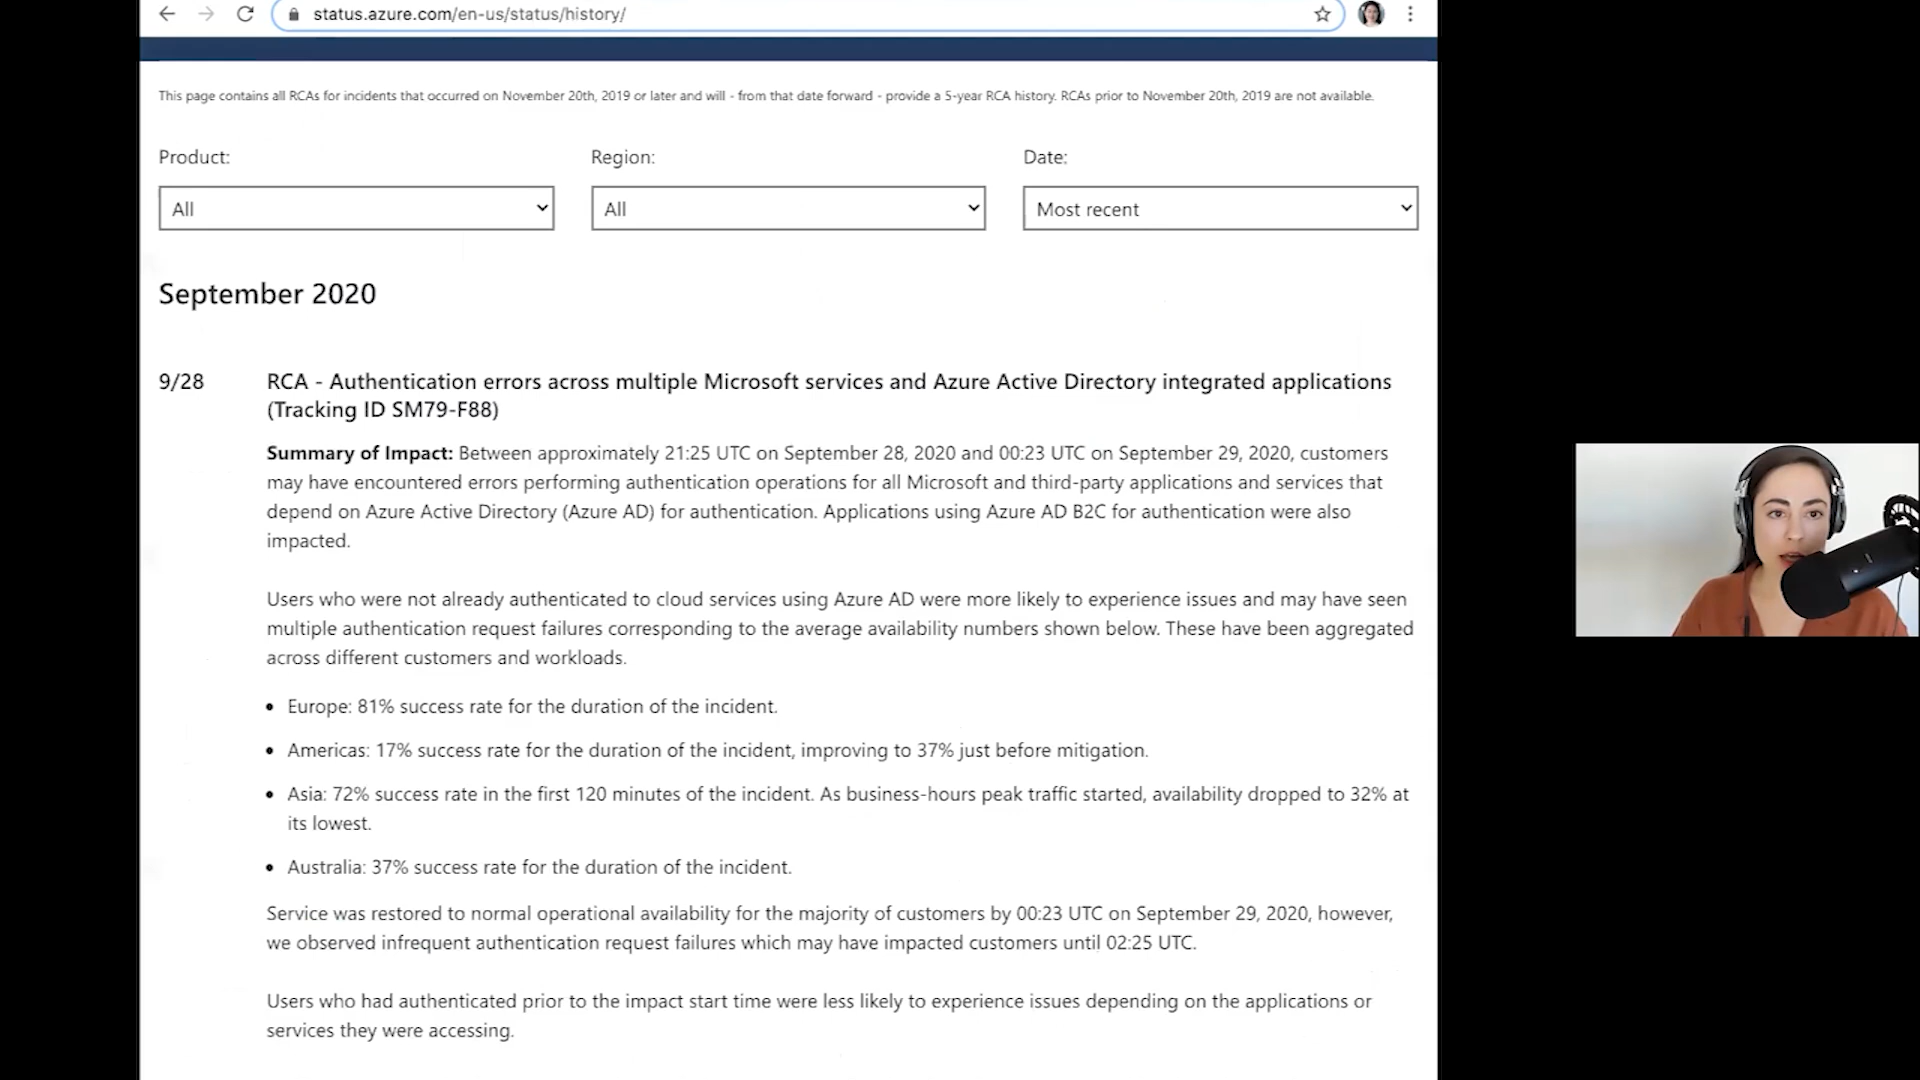 status.azure.com/en-us/status/history/
This page contains all RCAs for incidents that occurred on November 20th, 2019 or later and will - from that date forward - provide a 5-year RCA history. RCAs prior to November 20th, 2019 are not available.
Product:
Region:
Date:
All
All
Most recent
September 2020
9/28
RCA - Authentication errors across multiple Microsoft services and Azure Active Directory integrated applications
(Tracking ID SM79-F88)
Summary of Impact: Between approximately 21:25 UTC on September 28, 2020 and 00:23 UTC on September 29, 2020, customers
may have encountered errors performing authentication operations for all Microsoft and third-party applications and services that
depend on Azure Active Directory (Azure AD) for authentication. Applications using Azure AD B2C for authentication were also
impacted.
Users who were not already authenticated to cloud services using Azure AD were more likely to experience issues and may have seen
multiple authentication request failures corresponding to the average availability numbers shown below. These have been aggregated
across different customers and workloads.
• Europe: 81% success rate for the duration of the incident.
• Americas: 17% success rate for the duration of the incident, improving to 37% just before mitigation.
• Asia: 72% success rate in the first 120 minutes of the incident. As business-hours peak traffic started, availability dropped to 32% at
its lowest.
• Australia: 37% success rate for the duration of the incident.
Service was restored to normal operational availability for the majority of customers by 00:23 UTC on September 29, 2020, however,
we observed infrequent authentication request failures which may have impacted customers until 02:25 UTC.
Users who had authenticated prior to the impact start time were less likely to experience issues depending on the applications or
services they were accessing.